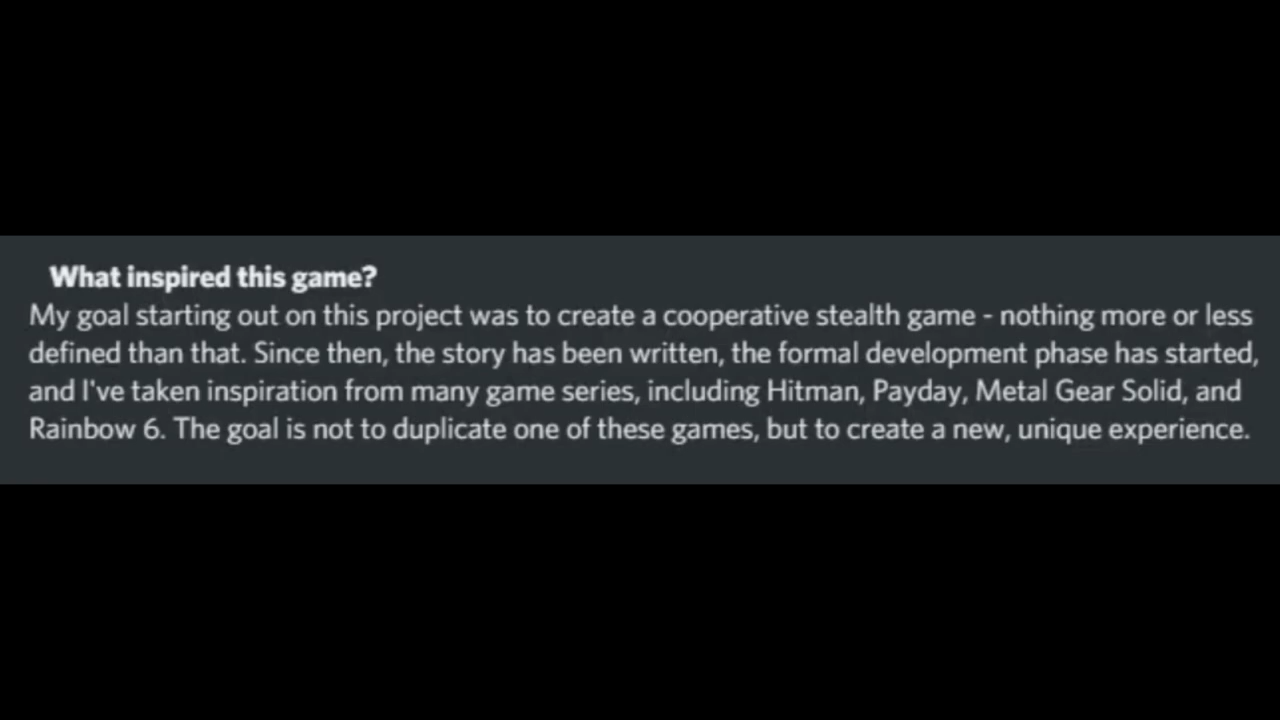 What inspired this game?
My goal starting out on this project was to create a cooperative stealth game - nothing more or less
defined than that. Since then, the story has been written, the formal development phase has started,
and I've taken inspiration from many game series, including Hitman, Payday, Metal Gear Solid, and
Rainbow 6. The goal is not to duplicate one of these games, but to create a new, unique experience.